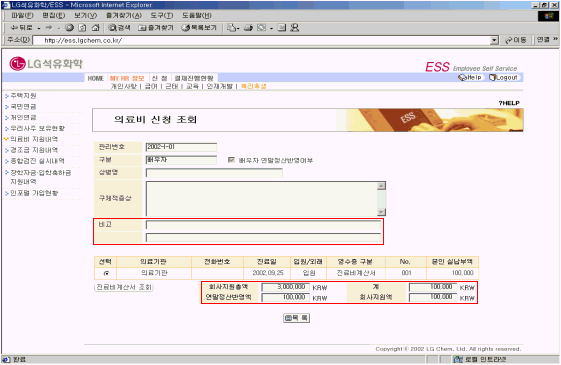 LG석유화학/ESS - Microsoft Internet Explorer
파일(F) 편집(E) 보기(V) 즐겨찾기(A) 도구(T) 도움말(H)
뒤로 검색 즐겨찾기 목록보기
주소(D) http://ess.lgchem.co.kr/ 이동 연결 »
LG석유화학
ESS Employee Self Service
HOME MY HR 정보 신 청 결재진행현황 Help Logout
개인사항 | 급여 | 근태 | 교육 | 인재개발 | 복리후생
?HELP
주택지원
국민연금
개인연금
우리사주 보유현황
의료비 지원내역
경조금 지원내역
종합검진 실시내역
장학자금·입학축하금
지원내역
인포멜 가입현황
의료비 신청 조회
ESS
관리번호 2002-I-01
구분 배우자 배우자 연말정산반영여부
상병명
구체적증상
비고
선택 의료기관 전화번호 진료일 입원/외래 영수증 구분 No. 본인 실납부액
의료기관 2002.09.25 입원 진료비계산서 001 100,000
[진료비계산서 조회]
회사지원총액 3,000,000 KRW 계 100,000 KRW
연말정산반영액 100,000 KRW 회사지원액 100,000 KRW
목 록
Copyright © 2002 LG Chem. Ltd. All rights reserved.
완료 로컬 인트라넷